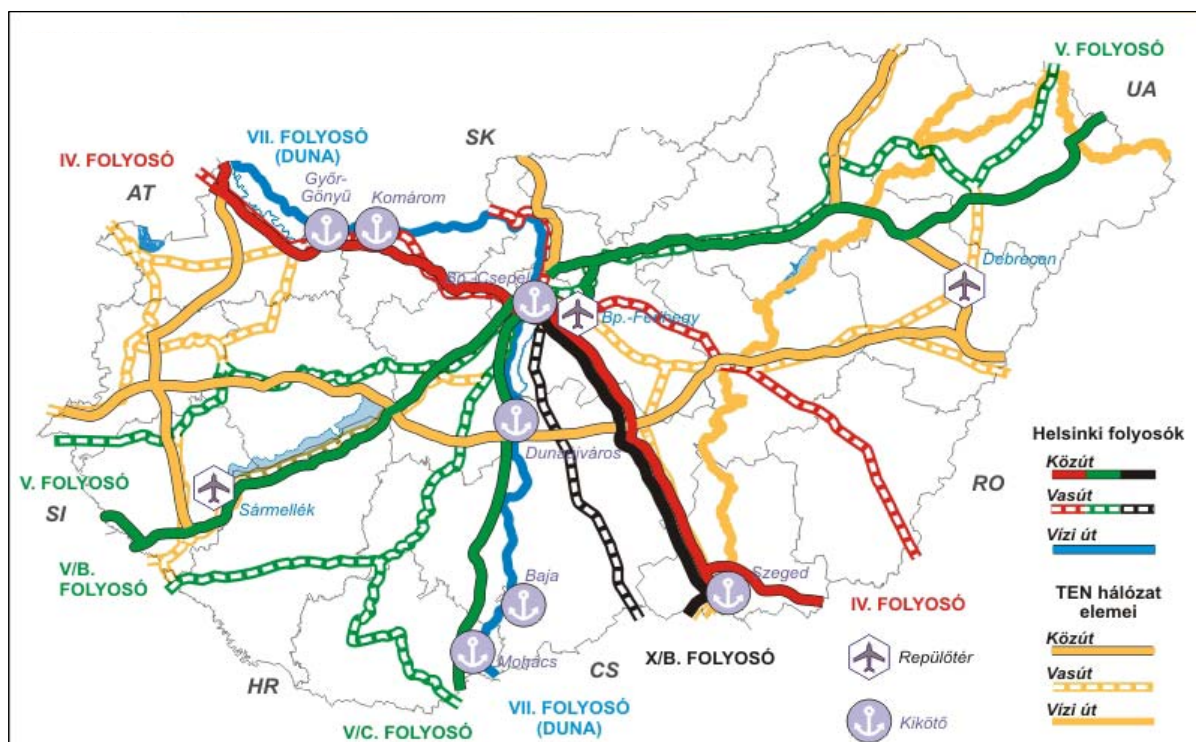 V. FOLYOSÓ
UA
SK
VII. FOLYOSÓ
(DUNA)
IV. FOLYOSÓ
AT
Győr-
Gönyű
Komárom
Bp.-Csepel
Bp.-Ferihegy
Debrecen
Dunaújváros
Helsinki folyosók
Közút
Vasút
Vízi út
RO
V. FOLYOSÓ
SI
Sármellék
V/B.
FOLYOSÓ
Baja
Szeged
IV. FOLYOSÓ
TEN hálózat
elemei
Közút
Vasút
Vízi út
Mohács
X/B. FOLYOSÓ
CS
HR
Repülőtér
VII. FOLYOSÓ
(DUNA)
V/C. FOLYOSÓ
Kikötő